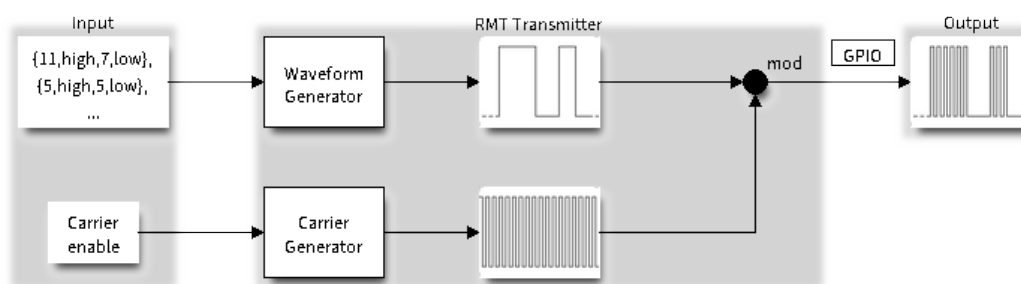 Input
RMT Transmitter
Output
{11,high,7,low},
{5,high,5,low},
...
Waveform
Generator
mod
GPIO
Carrier
enable
Carrier
Generator